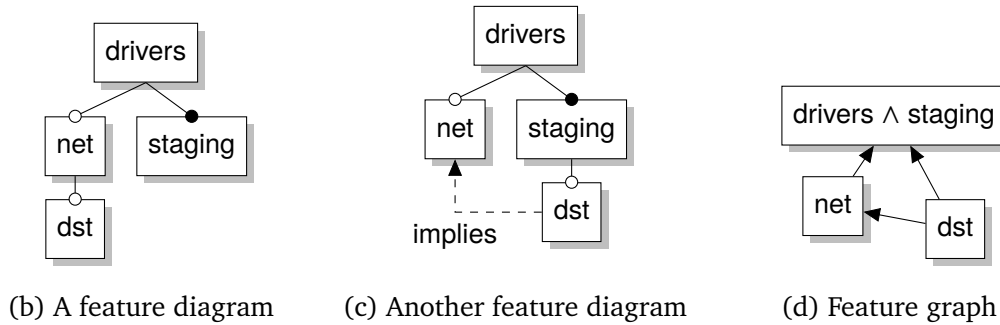 drivers
net
staging
dst
(b) A feature diagram
drivers
net
staging
dst
implies
(c) Another feature diagram
drivers ∧ staging
net
dst
(d) Feature graph